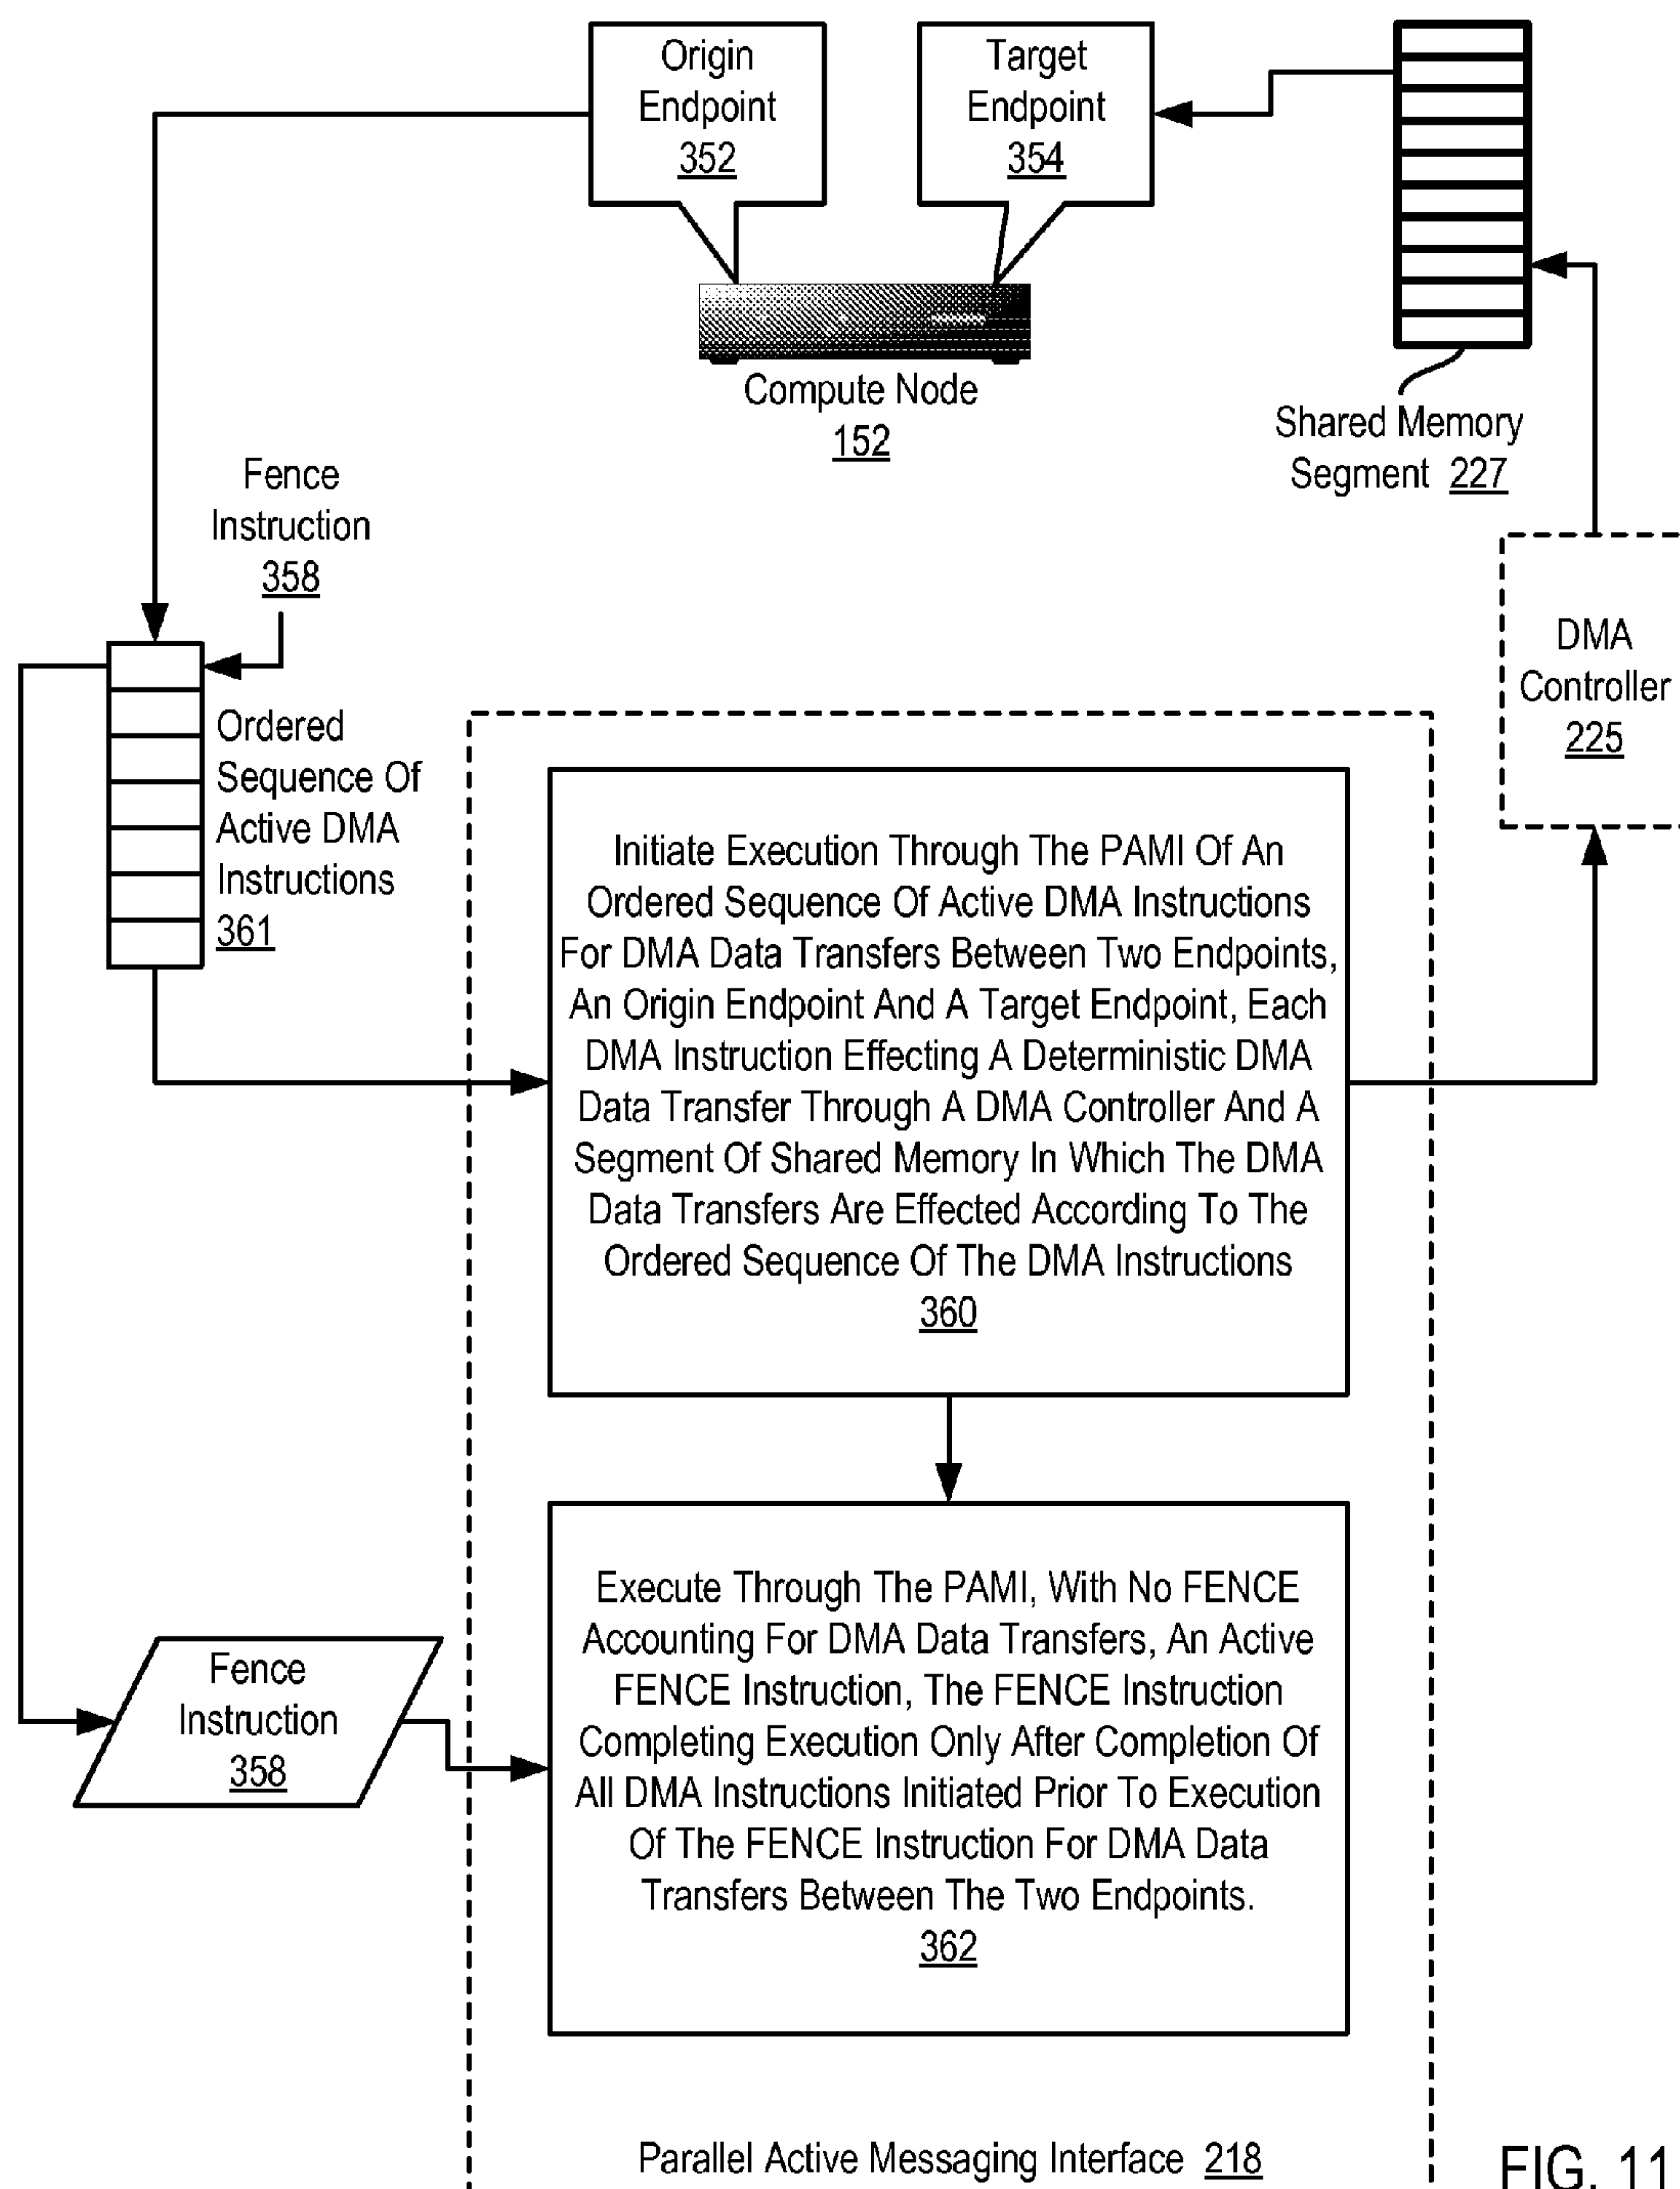 Origin
Endpoint
352
Target
Endpoint
354
Compute Node
152
Shared Memory
Segment 227
Fence
Instruction
358
DMA
Controller
225
Ordered
Sequence Of
Active DMA
Instructions
361
Initiate Execution Through The PAMI Of An
Ordered Sequence Of Active DMA Instructions
For DMA Data Transfers Between Two Endpoints,
An Origin Endpoint And A Target Endpoint, Each
DMA Instruction Effecting A Deterministic DMA
Data Transfer Through A DMA Controller And A
Segment Of Shared Memory In Which The DMA
Data Transfers Are Effected According To The
Ordered Sequence Of The DMA Instructions
360
Execute Through The PAMI, With No FENCE
Accounting For DMA Data Transfers, An Active
FENCE Instruction, The FENCE Instruction
Completing Execution Only After Completion Of
All DMA Instructions Initiated Prior To Execution
Of The FENCE Instruction For DMA Data
Transfers Between The Two Endpoints.
362
Fence
Instruction
358
Parallel Active Messaging Interface 218
FIG. 11